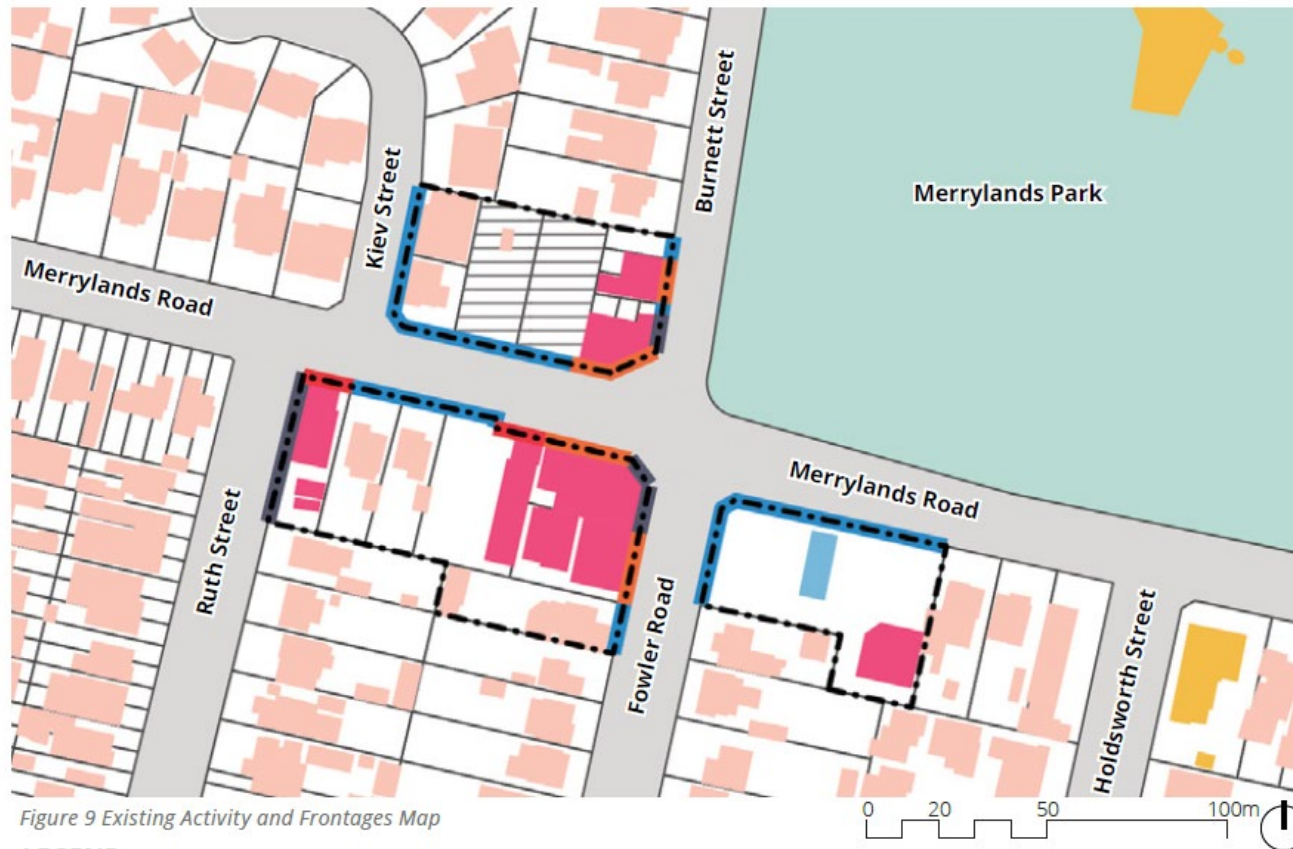 Burnett Street
Merrylands Park
Kiev Street
Merrylands Road
Merrylands Road
Ruth Street
Fowler Road
Holdsworth Street
Figure 9 Existing Activity and Frontages Map
0 20 50 100m